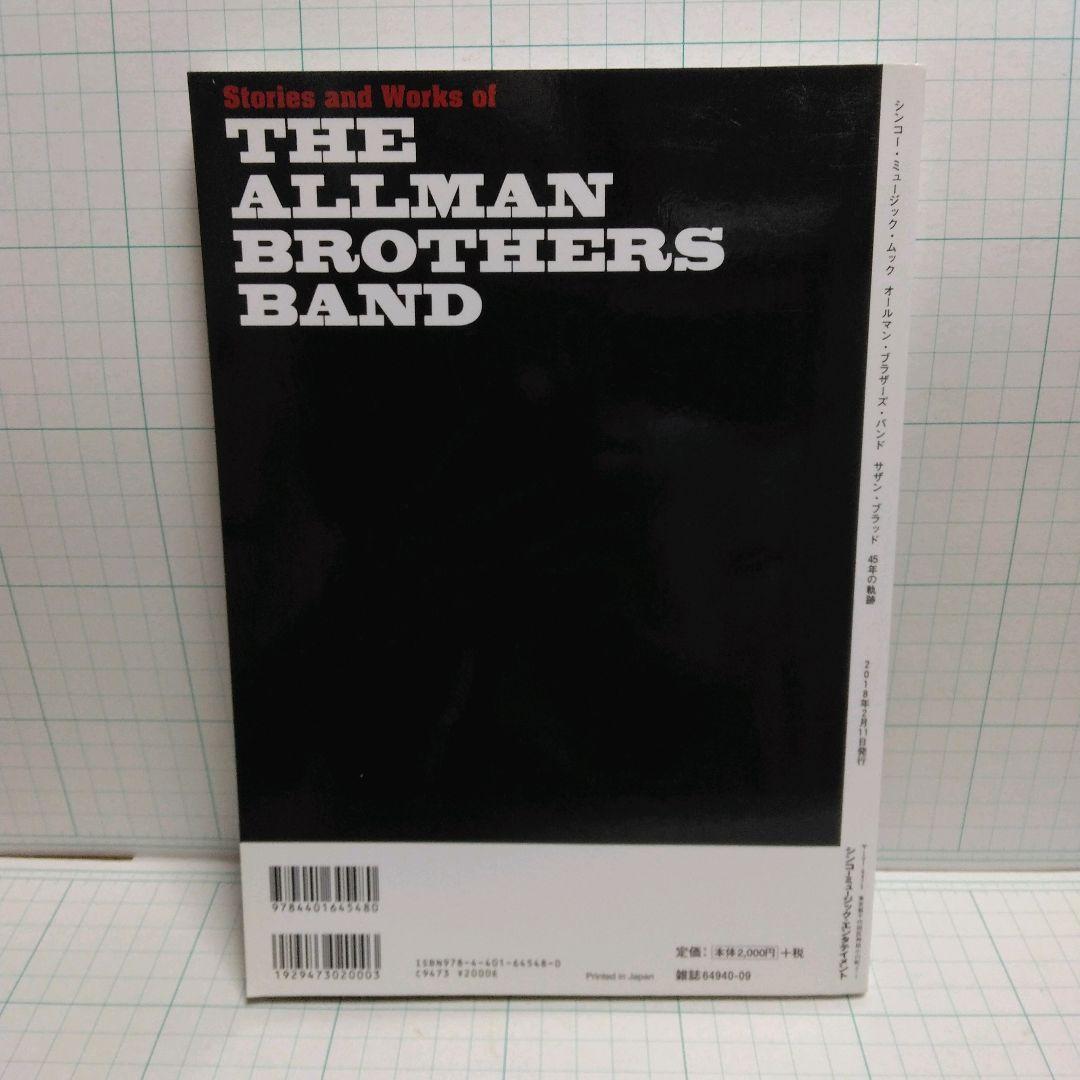 Stories and Works of
THE
ALLMAN
BROTHERS
BAND
シンコー・ミュージック・ムック オールマン・ブラザーズ・バンド サザン・ブラッド 45年の軌跡
2018年2月11日発行
シンコーミュージック・エンタテイメント
9784401645480
1929473020003
ISBN978-4-401-64548-0
C9473 ¥2000E
Printed in Japan
定価：本体2,000円+税
雑誌64940-09